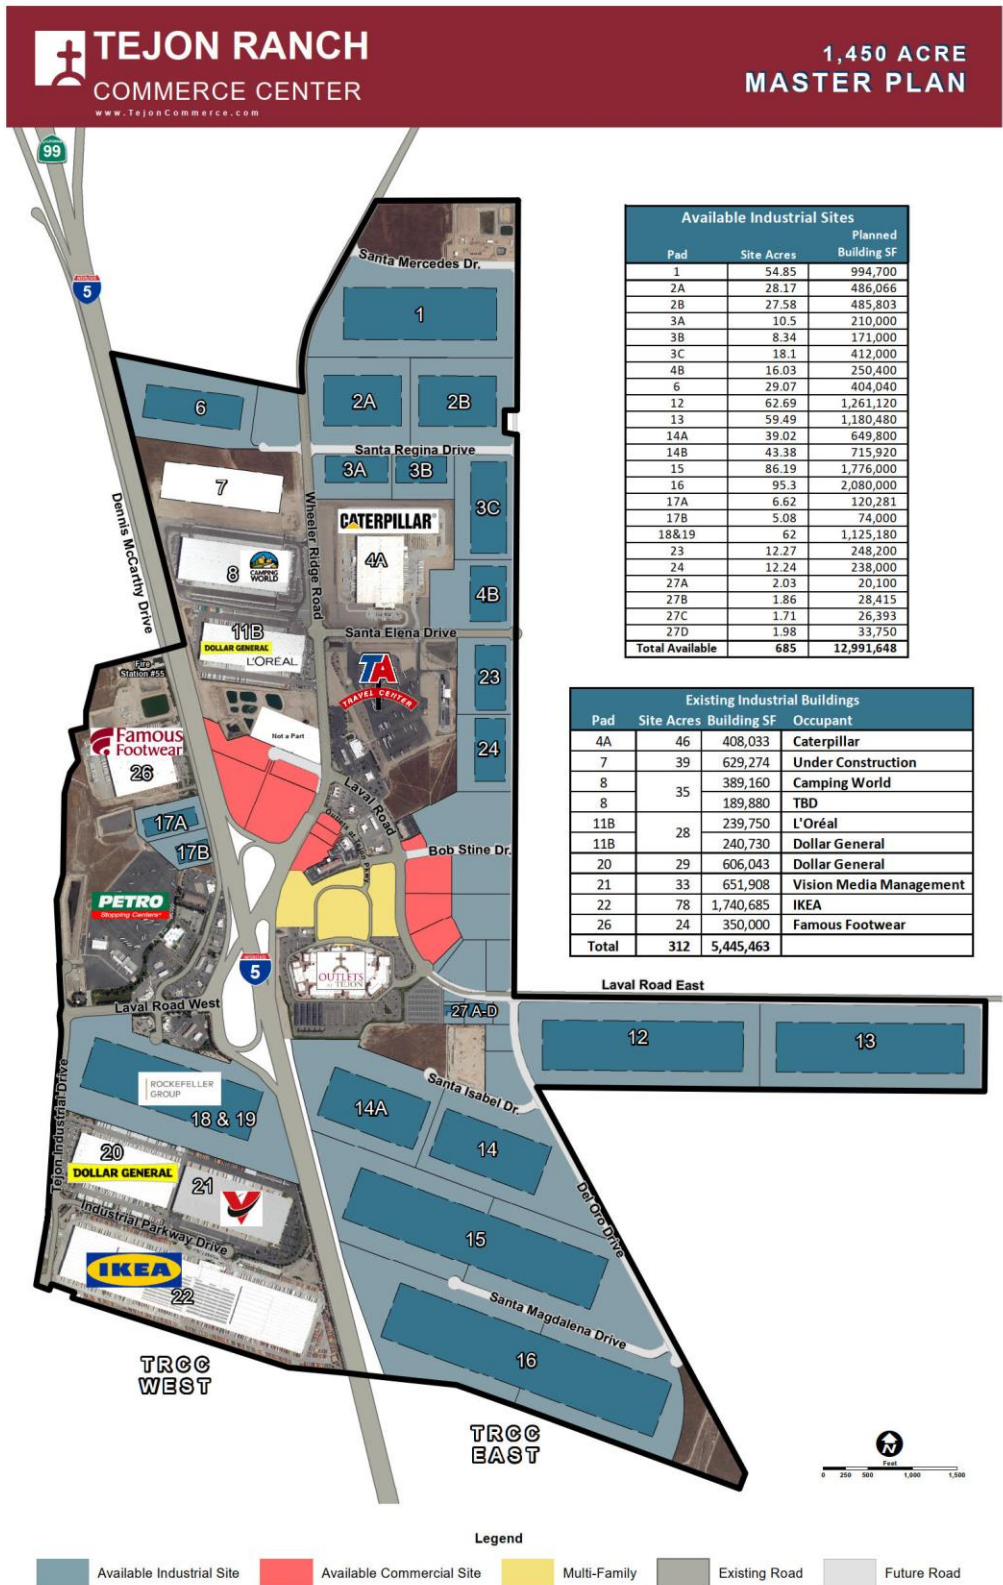 TEJON RANCH
COMMERCE CENTER
www.TejonCommerce.com
1,450 ACRE
MASTER PLAN
99
5
Santa Mercedes Dr.
1
2A
2B
6
Santa Regina Drive
3A
3B
3C
7
Wheeler Ridge Road
CATERPILLAR®
4A
Dennis McCarthy Drive
8
CAMPING
WORLD
4B
11B
DOLLAR GENERAL
L'ORÉAL
Santa Elena Drive
Fire
Station #55
TA
TRAVEL CENTER
23
24
Famous
Footwear
26
Not a Part
Laval Road
Outlets at Tejon Pkwy.
17A
17B
Bob Stine Dr.
PETRO
Stopping Centers®
5
OUTLETS
AT TEJON
Laval Road West
Laval Road East
27 A-D
12
13
Tejon Industrial Drive
ROCKEFELLER
GROUP
18 & 19
Santa Isabel Dr.
14A
14
20
DOLLAR GENERAL
21
Del Oro Drive
Industrial Parkway Drive
15
IKEA
22
Santa Magdalena Drive
16
TRCC
WEST
TRCC
EAST
Available Industrial Sites
Planned
Pad Site Acres Building SF
1 54.85 994,700
2A 28.17 486,066
2B 27.58 485,803
3A 10.5 210,000
3B 8.34 171,000
3C 18.1 412,000
4B 16.03 250,400
6 29.07 404,040
12 62.69 1,261,120
13 59.49 1,180,480
14A 39.02 649,800
14B 43.38 715,920
15 86.19 1,776,000
16 95.3 2,080,000
17A 6.62 120,281
17B 5.08 74,000
18&19 62 1,125,180
23 12.27 248,200
24 12.24 238,000
27A 2.03 20,100
27B 1.86 28,415
27C 1.71 26,393
27D 1.98 33,750
Total Available 685 12,991,648
Existing Industrial Buildings
Pad Site Acres Building SF Occupant
4A 46 408,033 Caterpillar
7 39 629,274 Under Construction
8 35 389,160 Camping World
8 189,880 TBD
11B 28 239,750 L'Oréal
11B 240,730 Dollar General
20 29 606,043 Dollar General
21 33 651,908 Vision Media Management
22 78 1,740,685 IKEA
26 24 350,000 Famous Footwear
Total 312 5,445,463
N
Feet
0 250 500 1,000 1,500
Legend
Available Industrial Site
Available Commercial Site
Multi-Family
Existing Road
Future Road